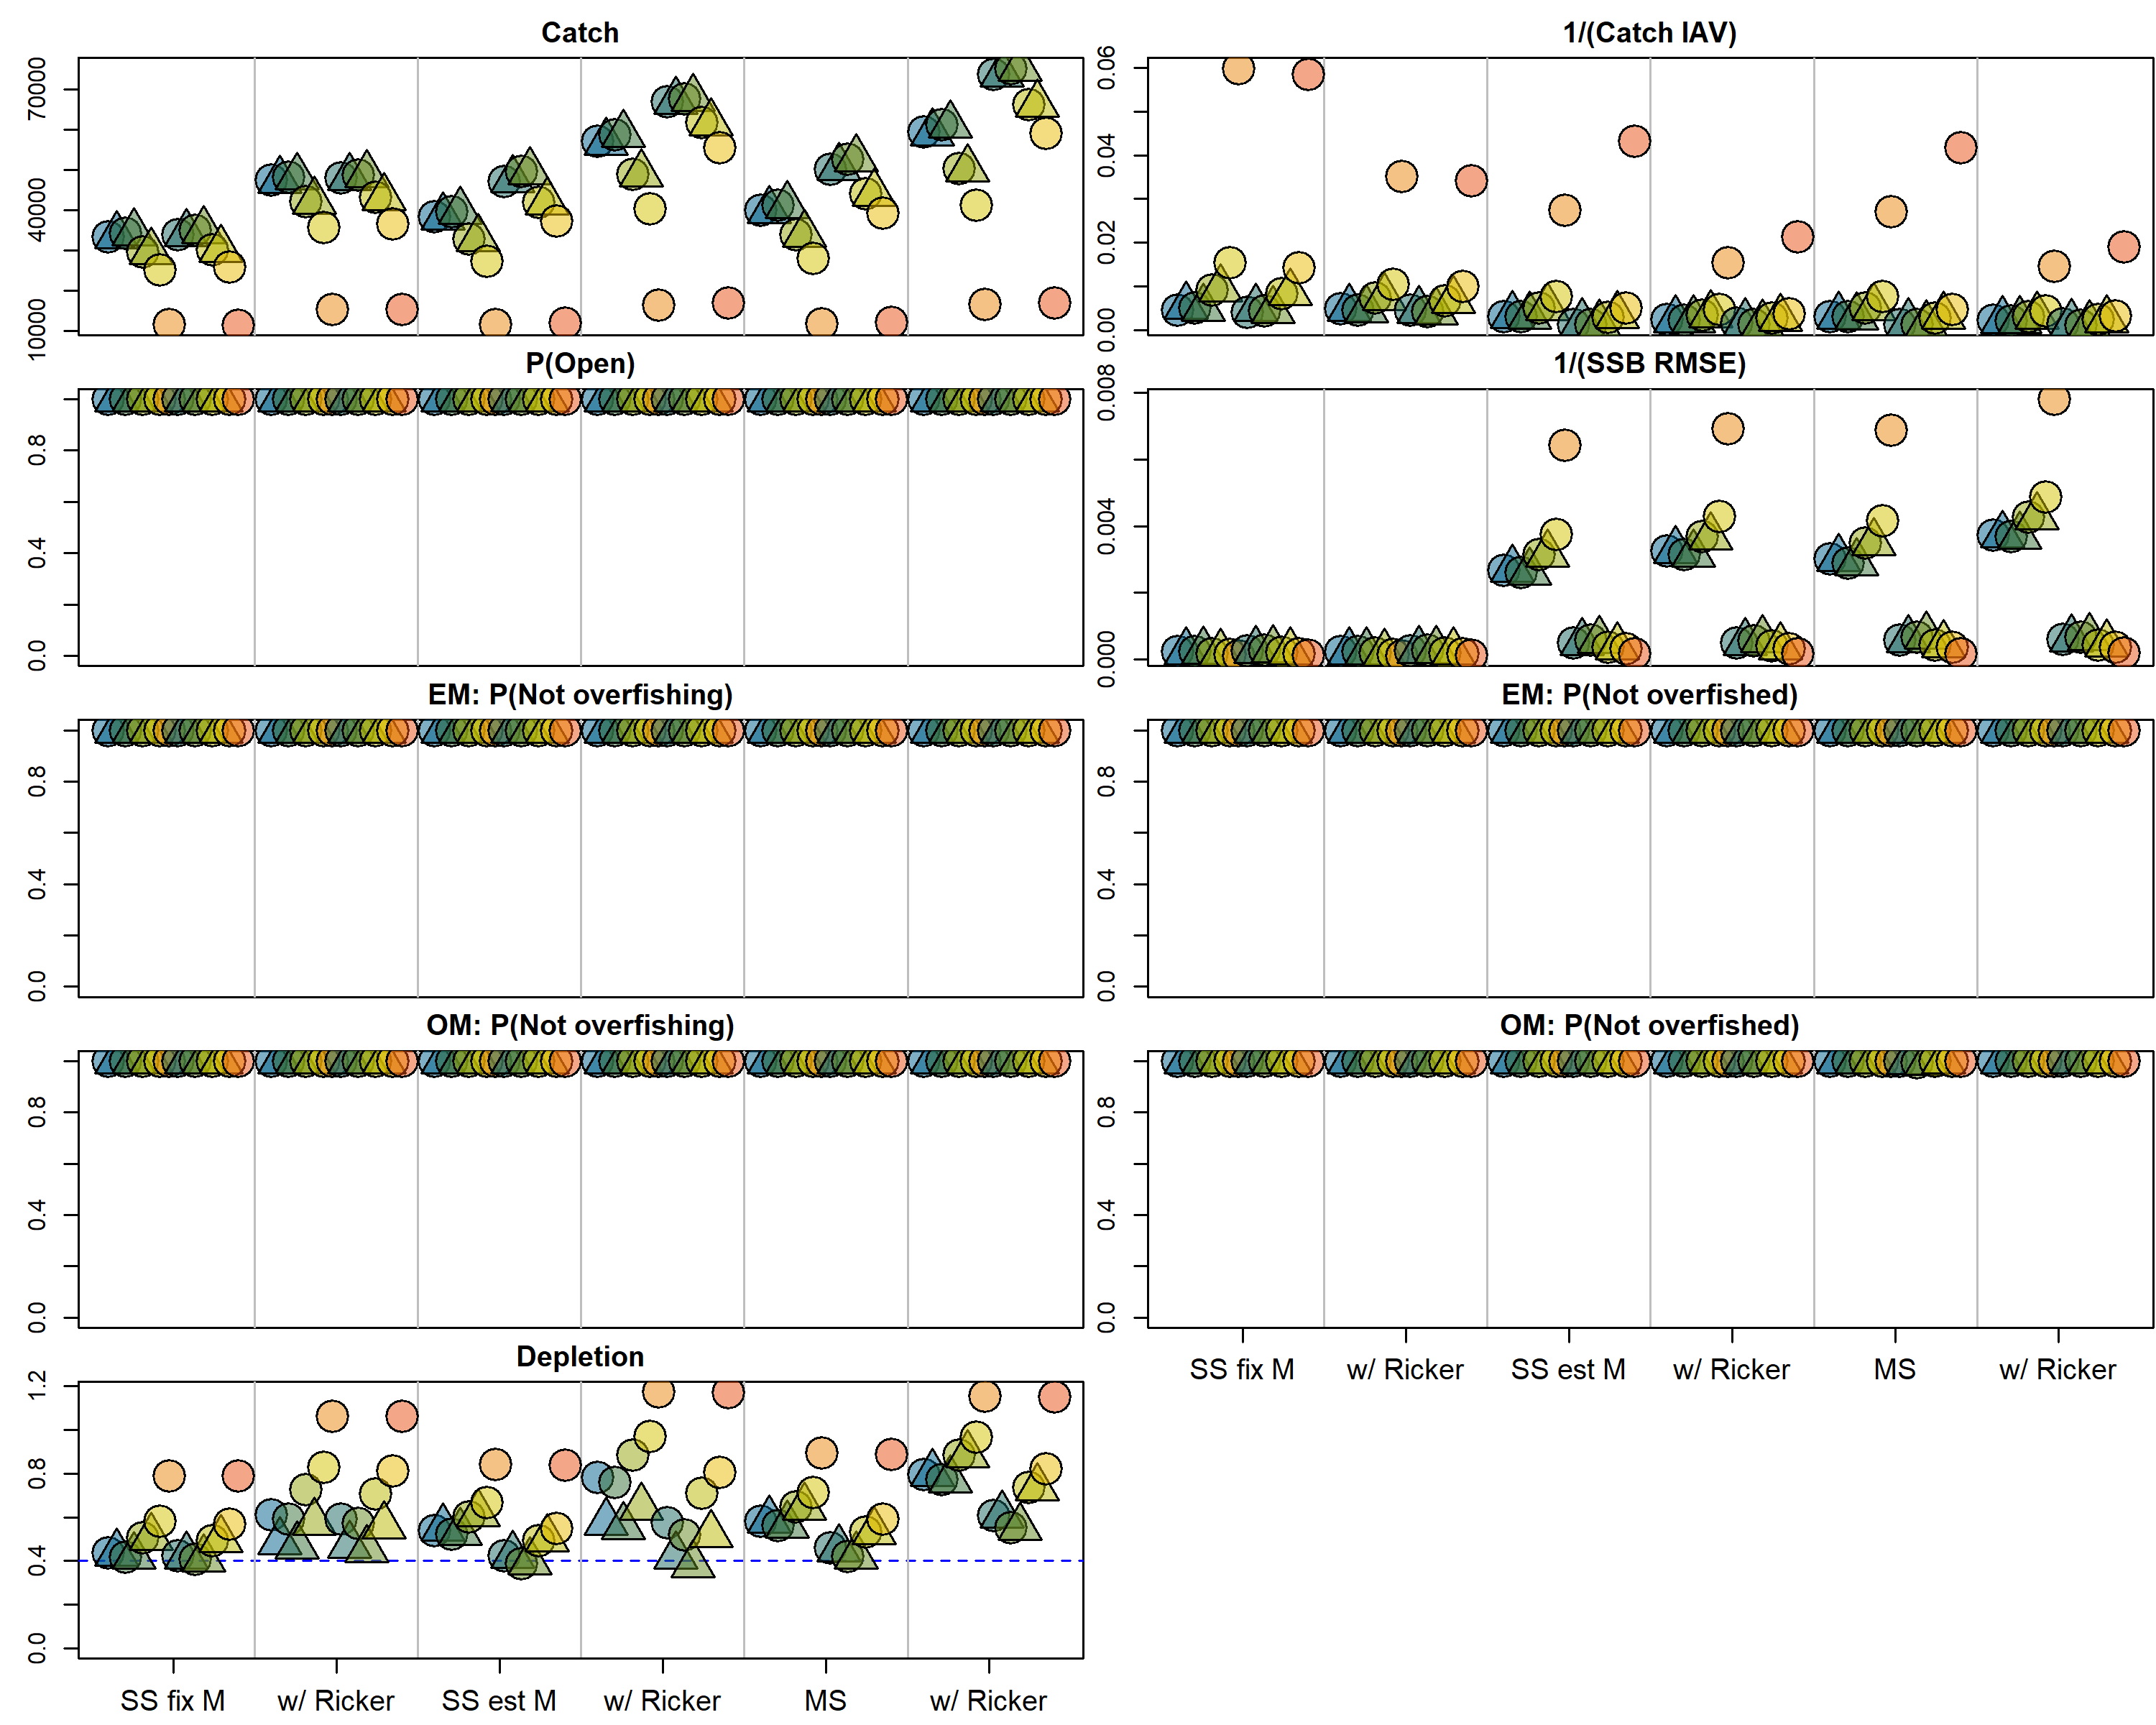 Catch
10000 40000 70000
1/(Catch IAV)
0.00 0.02 0.04 0.06
P(Open)
0.0 0.4 0.8
1/(SSB RMSE)
0.000 0.004 0.008
EM: P(Not overfishing)
0.0 0.4 0.8
EM: P(Not overfished)
0.0 0.4 0.8
OM: P(Not overfishing)
0.0 0.4 0.8
OM: P(Not overfished)
0.0 0.4 0.8
SS fix M w/ Ricker SS est M w/ Ricker MS w/ Ricker
Depletion
0.0 0.4 0.8 1.2
SS fix M w/ Ricker SS est M w/ Ricker MS w/ Ricker